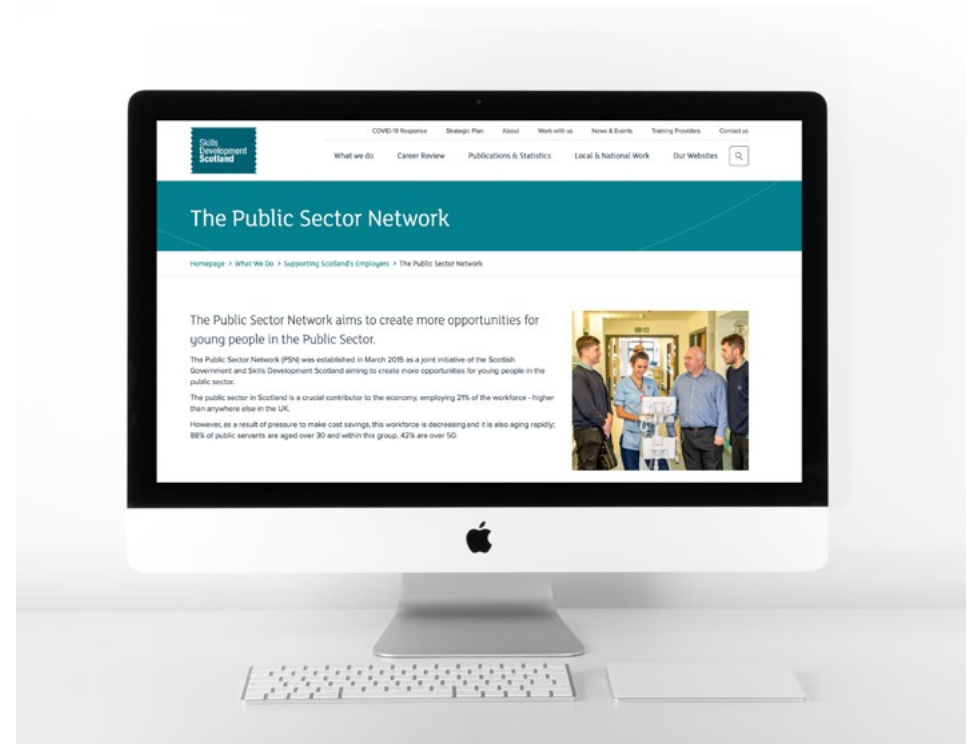 Skills
Development
Scotland
COVID-19 Response Strategic Plan About Work with us News & Events Training Providers Contact us
What we do Career Review Publications & Statistics Local & National Work Our Websites
The Public Sector Network
Homepage > What We Do > Supporting Scotland's Employers > The Public Sector Network
The Public Sector Network aims to create more opportunities for
young people in the Public Sector.
The Public Sector Network (PSN) was established in March 2015 as a joint initiative of the Scottish
Government and Skills Development Scotland aiming to create more opportunities for young people in the
public sector.
The public sector in Scotland is a crucial contributor to the economy, employing 21% of the workforce - higher
than anywhere else in the UK.
However, as a result of pressure to make cost savings, this workforce is decreasing and it is also aging rapidly;
88% of public servants are aged over 30 and within this group, 42% are over 50.